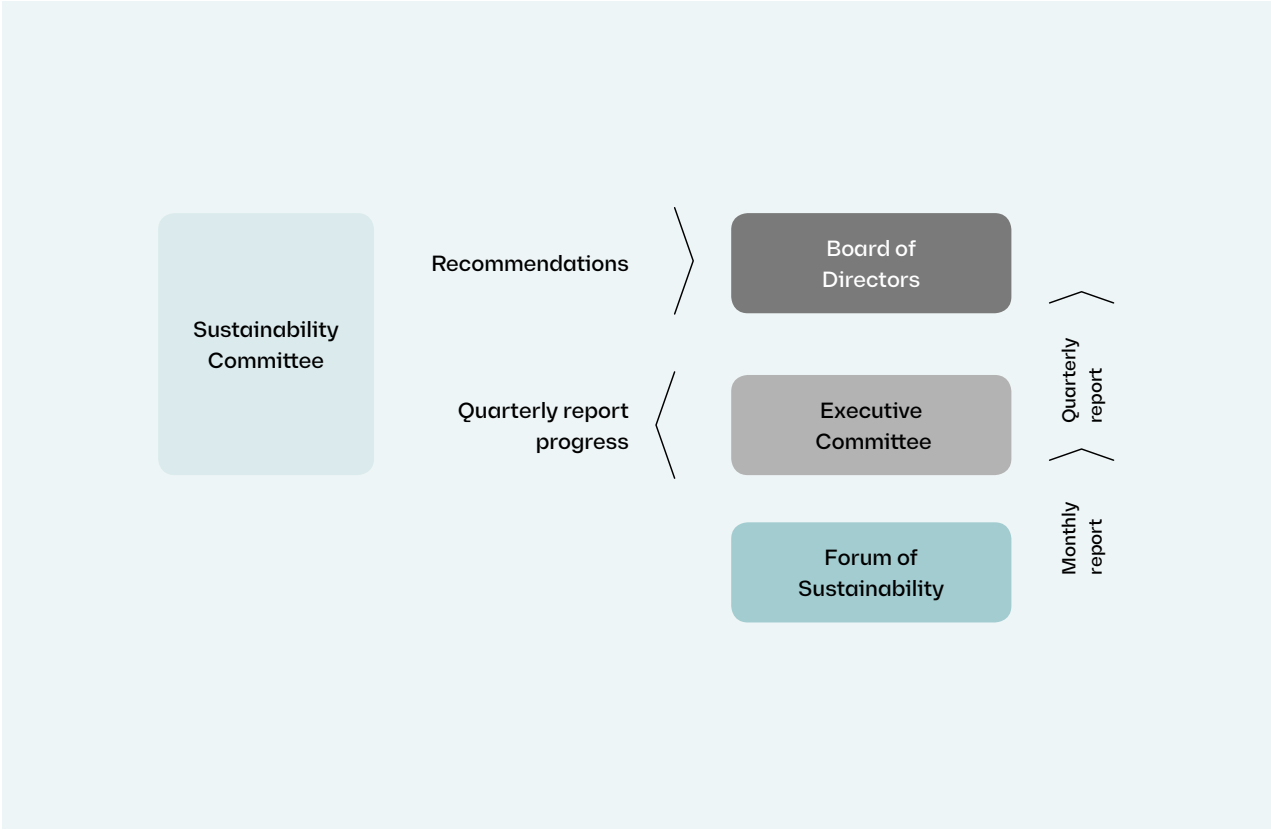 Sustainability
Committee
Recommendations
Quarterly report
progress
Board of
Directors
Executive
Committee
Forum of
Sustainability
Quarterly
report
Monthly
report